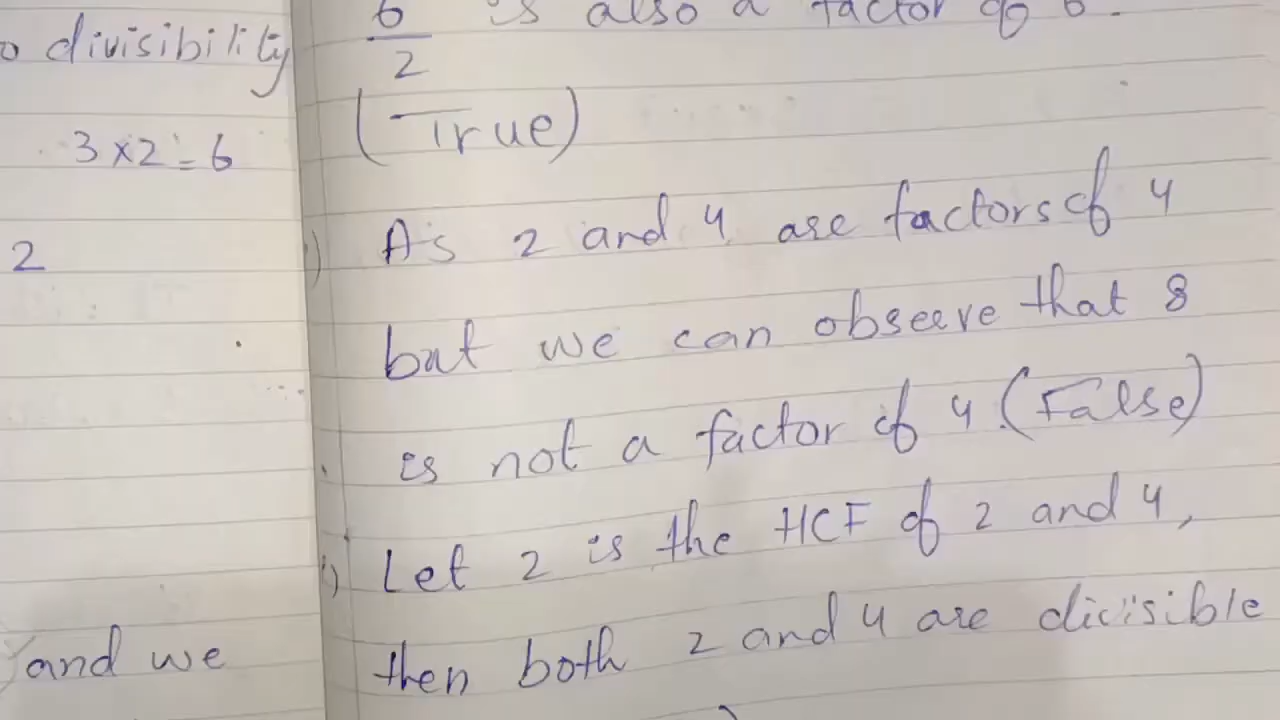 divisibility
3 x 2 = 6
2
and we
6/2 is also a factor of 6.
(True)
As 2 and 4 are factors of 4
but we can obseerve that 8
is not a factor of 4. (False)
Let 2 is the HCF of 2 and 4,
then both 2 and 4 are divisible